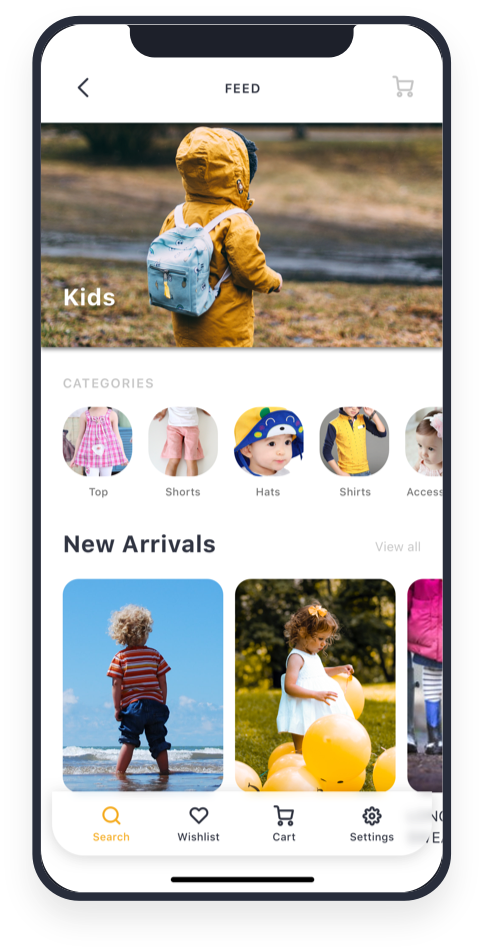 FEED
Kids
CATEGORIES
Top Shorts Hats Shirts Access
New Arrivals View all
Search Wishlist Cart Settings